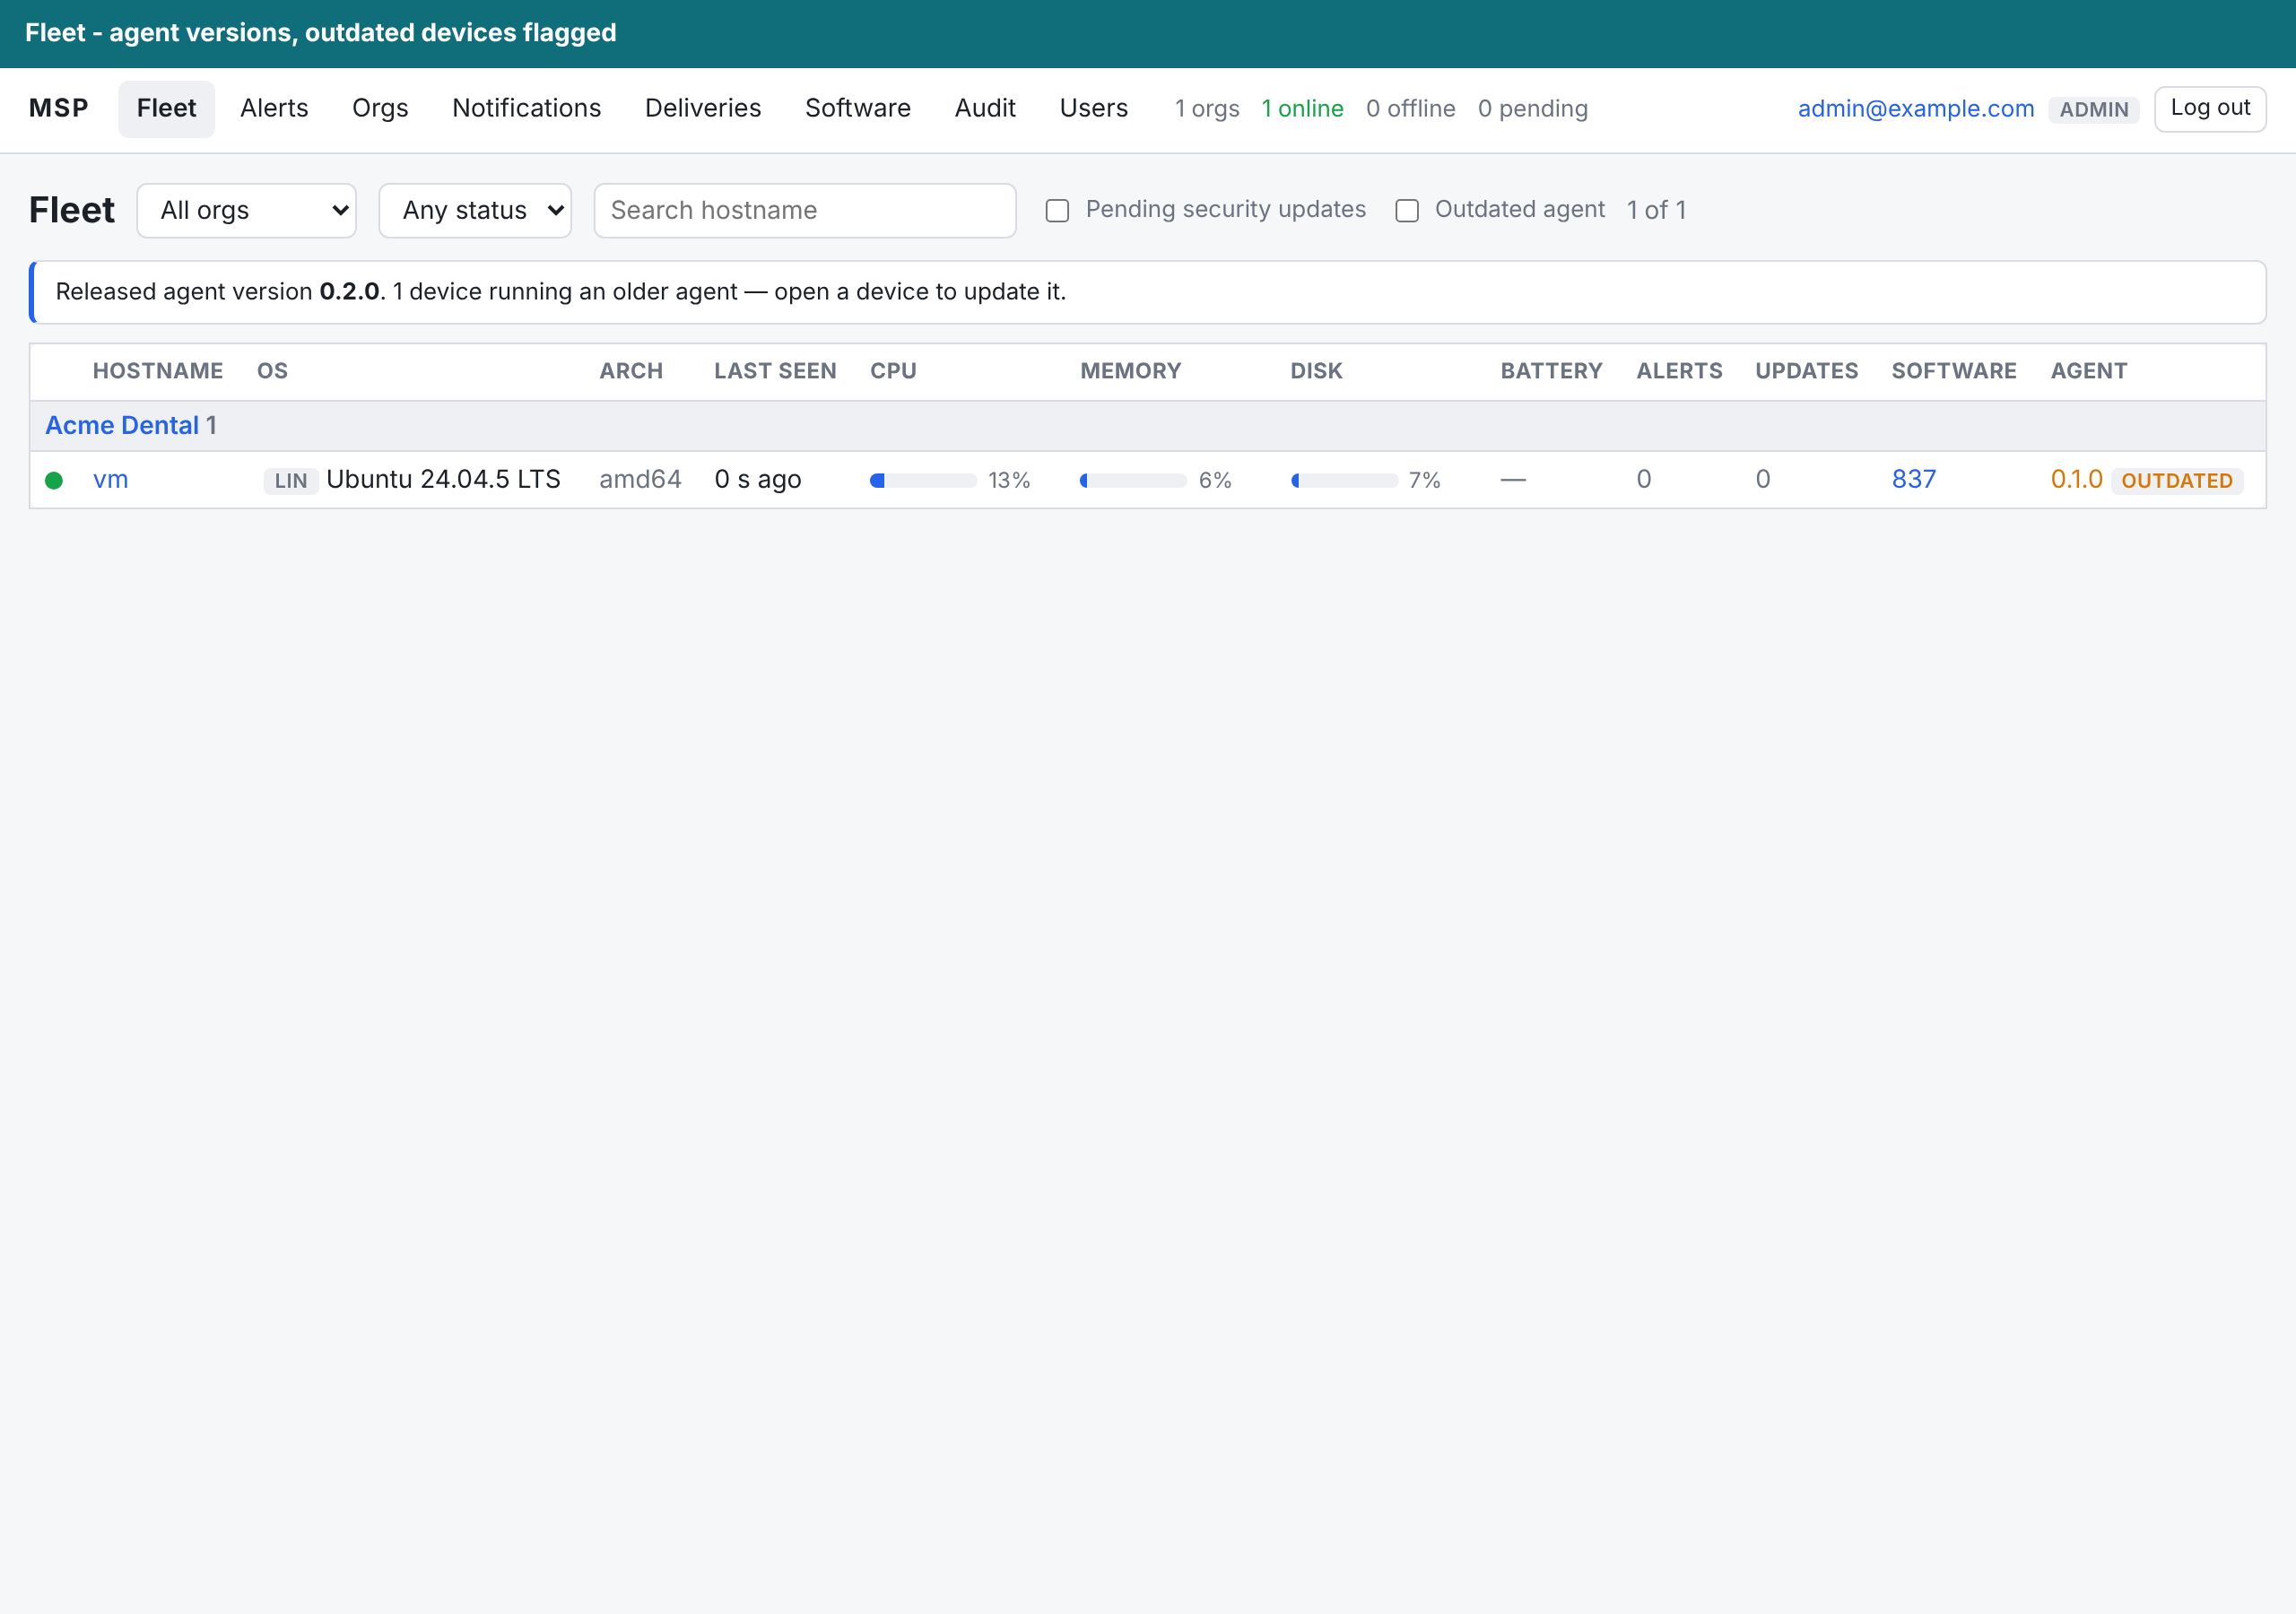 Fleet - agent versions, outdated devices flagged
MSP Fleet Alerts Orgs Notifications Deliveries Software Audit Users 1 orgs 1 online 0 offline 0 pending admin@example.com ADMIN Log out
Fleet All orgs Any status Search hostname Pending security updates Outdated agent 1 of 1
Released agent version 0.2.0. 1 device running an older agent — open a device to update it.
HOSTNAME OS ARCH LAST SEEN CPU MEMORY DISK BATTERY ALERTS UPDATES SOFTWARE AGENT
Acme Dental 1
vm LIN Ubuntu 24.04.5 LTS amd64 0 s ago 13% 6% 7% — 0 0 837 0.1.0 OUTDATED